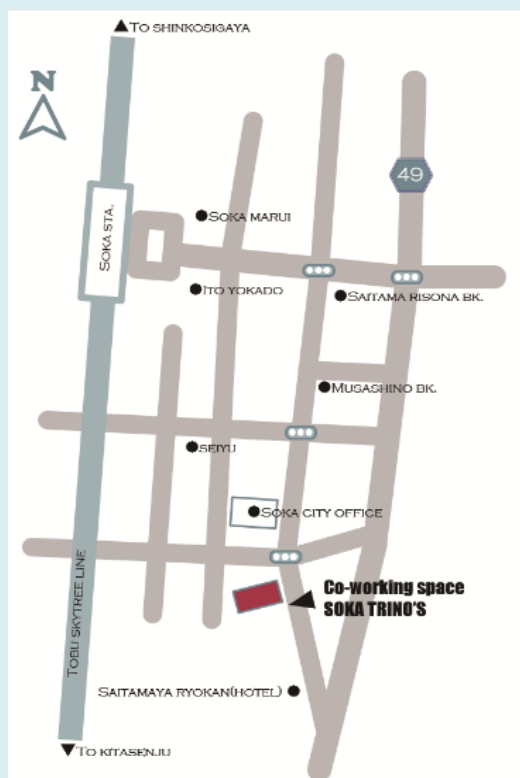 ▲TO SHINKOSIGAYA
N
49
SOKA STA.
SOKA MARUI
ITO YOKADO
SAITAMA RISONA BK.
MUSASHINO BK.
SEIYU
SOKA CITY OFFICE
TOBU SKYTREE LINE
Co-working space
SOKA TRINO'S
SAITAMAYA RYOKAN(HOTEL)
▼TO KITASENJU